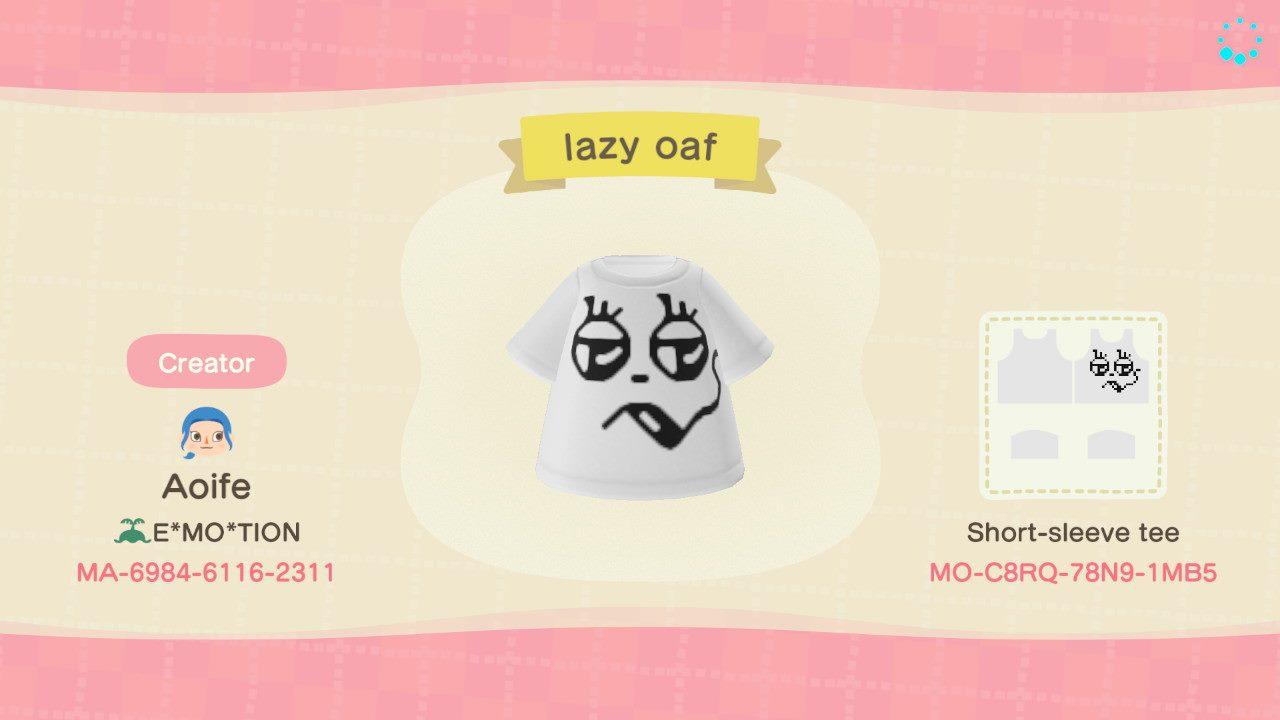 lazy oaf
Creator
Aoife
E*MO*TION
MA-6984-6116-2311
Short-sleeve tee
MO-C8RQ-78N9-1MB5